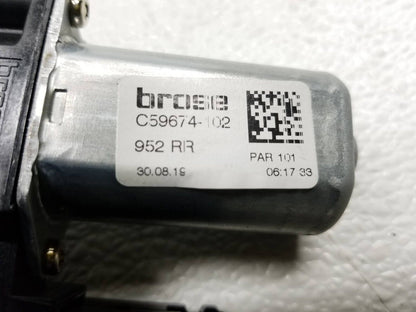 brose
C59674-102
952 RR
PAR 101
30.08.19
06:17 33